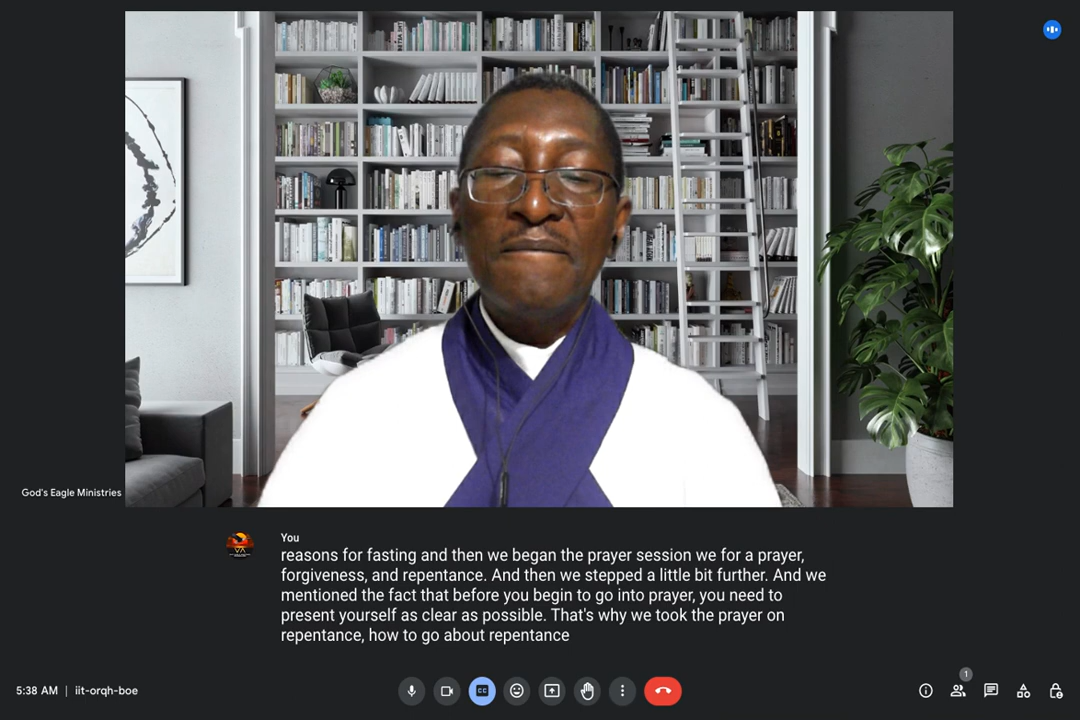 God's Eagle Ministries
You
reasons for fasting and then we began the prayer session we for a prayer,
forgiveness, and repentance. And then we stepped a little bit further. And we
mentioned the fact that before you begin to go into prayer, you need to
present yourself as clear as possible. That's why we took the prayer on
repentance, how to go about repentance
5:38 AM | iit-orqh-boe
1